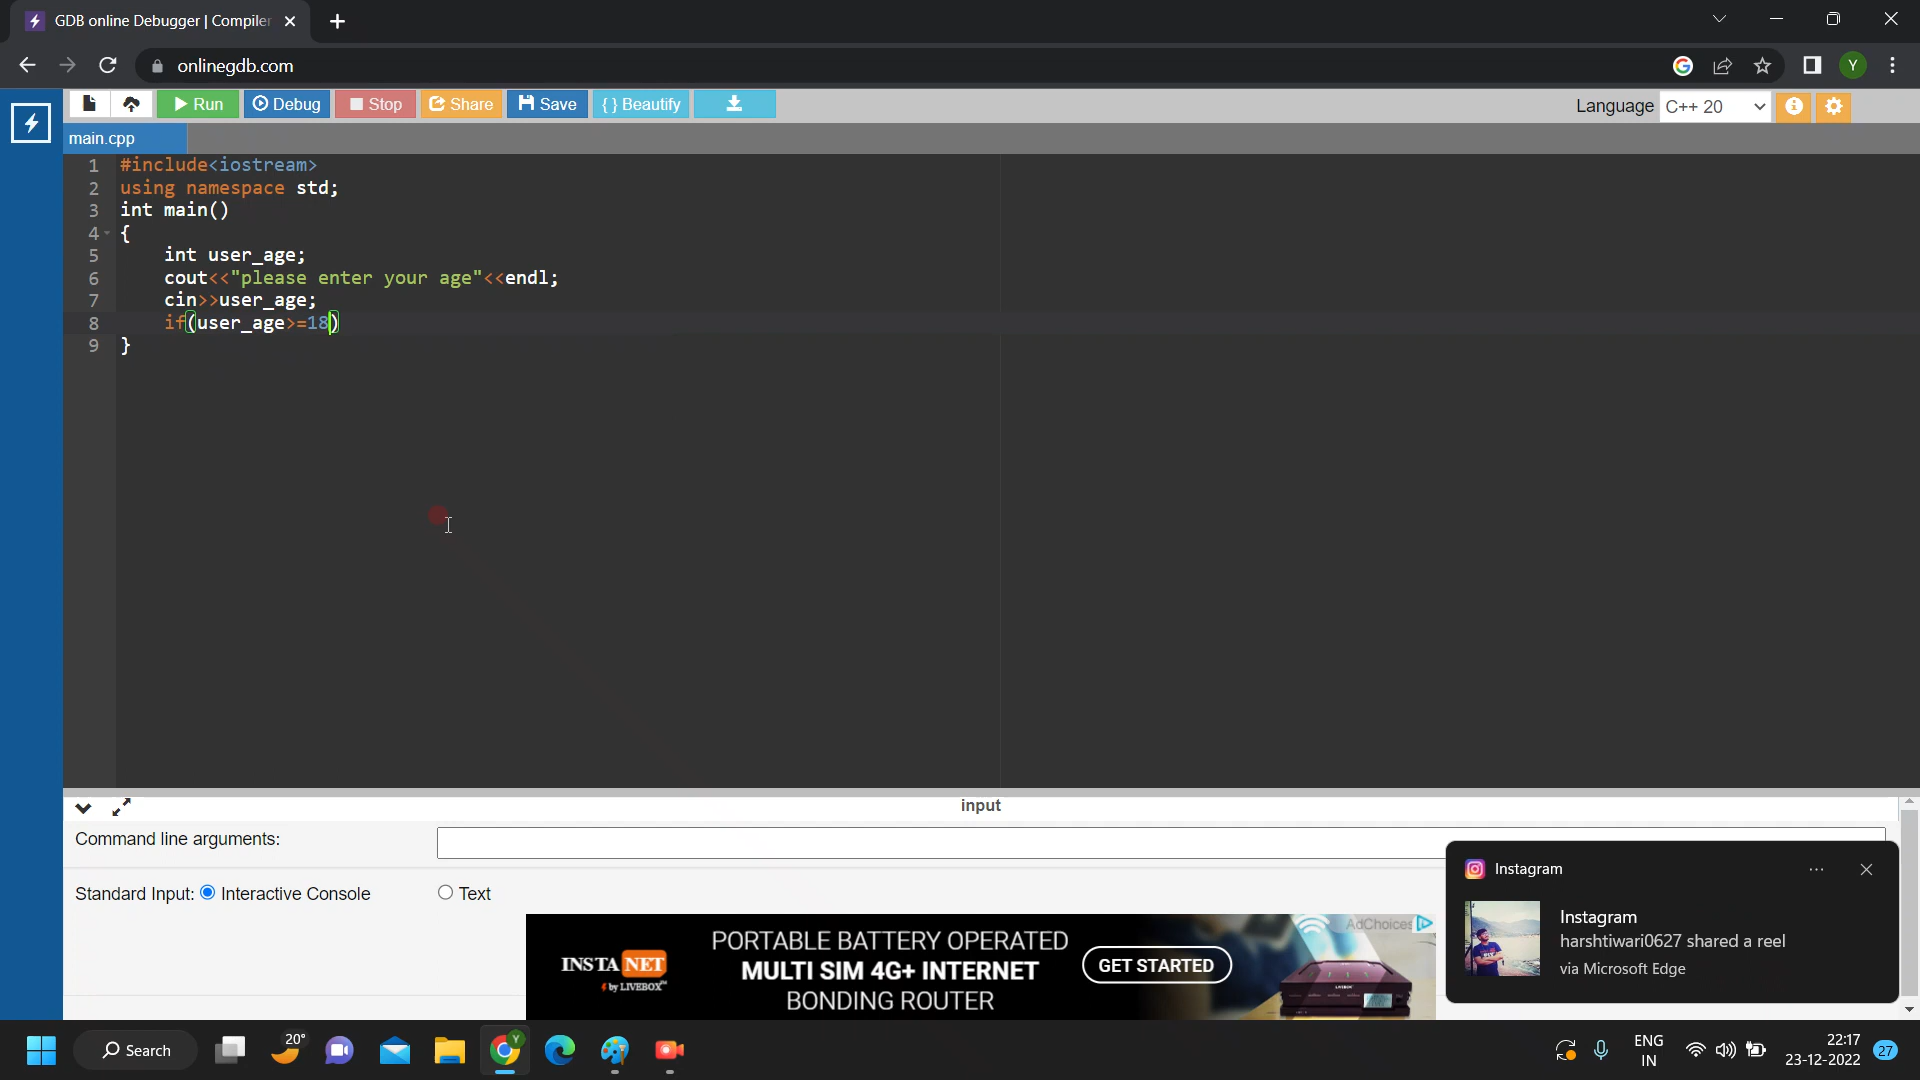 GDB online Debugger | Compiler
onlinegdb.com
Y
Run
Debug
Stop
Share
Save
{ } Beautify
Language C++ 20
main.cpp
1 #include<iostream>
2 using namespace std;
3 int main()
4 {
5 int user_age;
6 cout<<"please enter your age"<<endl;
7 cin>>user_age;
8 if(user_age>=18)
9 }
input
Command line arguments:
Standard Input: Interactive Console Text
INSTANET
by LIVEBOX
PORTABLE BATTERY OPERATED
MULTI SIM 4G+ INTERNET
BONDING ROUTER
GET STARTED
AdChoices
Instagram
Instagram
harshtiwari0627 shared a reel
via Microsoft Edge
Search
20°
Y
ENG
IN
22:17
23-12-2022
27